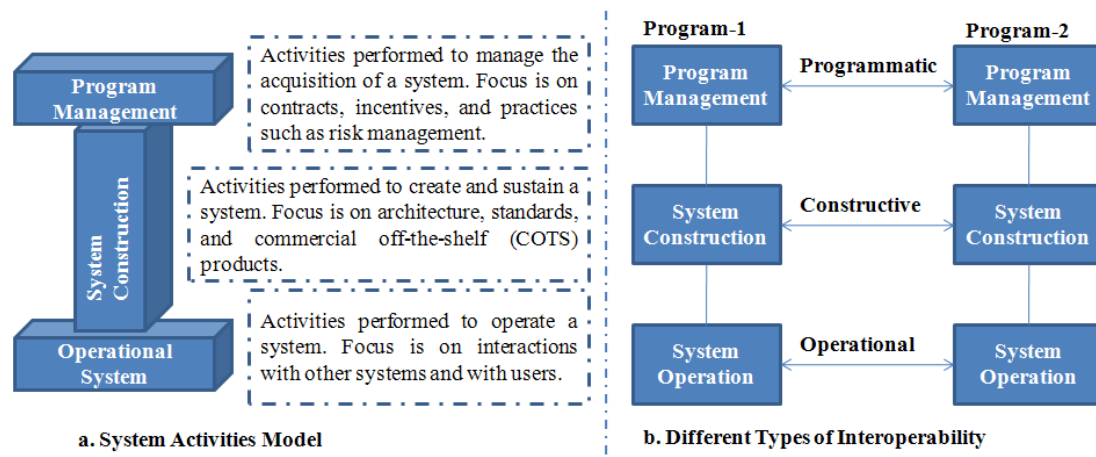 Program
Management
Activities performed to manage the
acquisition of a system. Focus is on
contracts, incentives, and practices
such as risk management.
System
Construction
Activities performed to create and sustain a
system. Focus is on architecture, standards,
and commercial off-the-shelf (COTS)
products.
Operational
System
Activities performed to operate a
system. Focus is on interactions
with other systems and with users.
a. System Activities Model
Program-1
Program-2
Program
Management
Programmatic
Program
Management
System
Construction
Constructive
System
Construction
System
Operation
Operational
System
Operation
b. Different Types of Interoperability